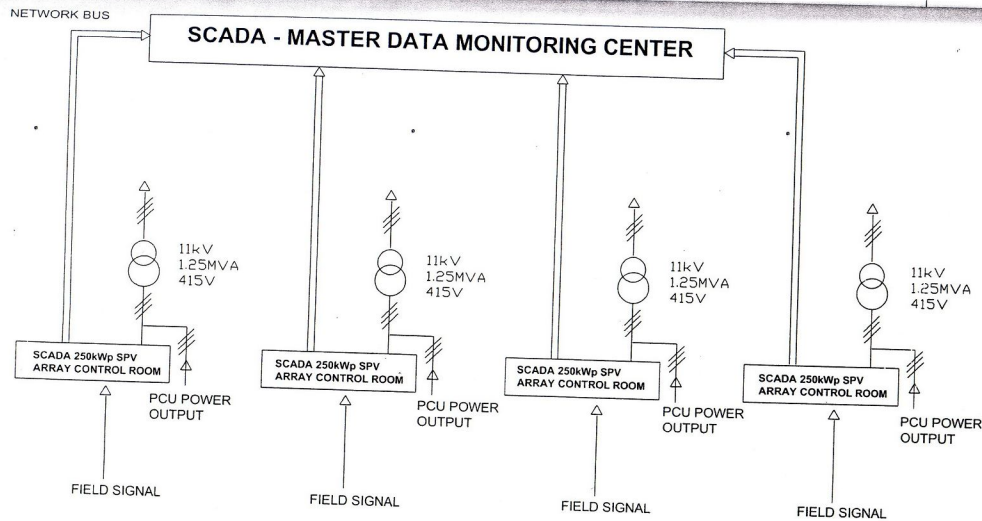 NETWORK BUS
SCADA - MASTER DATA MONITORING CENTER
11kV
1.25MVA
415V
11kV
1.25MVA
415V
11kV
1.25MVA
415V
11kV
1.25MVA
415V
SCADA 250kWp SPV
ARRAY CONTROL ROOM
SCADA 250kWp SPV
ARRAY CONTROL ROOM
SCADA 250kWp SPV
ARRAY CONTROL ROOM
SCADA 250kWp SPV
ARRAY CONTROL ROOM
PCU POWER
OUTPUT
PCU POWER
OUTPUT
PCU POWER
OUTPUT
PCU POWER
OUTPUT
FIELD SIGNAL
FIELD SIGNAL
FIELD SIGNAL
FIELD SIGNAL